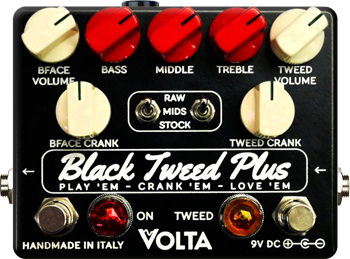 BFACE VOLUME
BASS
MIDDLE
TREBLE
TWEED VOLUME
RAW
MIDS
STOCK
BFACE CRANK
TWEED CRANK
Black Tweed Plus
PLAY 'EM - CRANK 'EM - LOVE 'EM
ON
TWEED
HANDMADE IN ITALY
VOLTA
9V DC